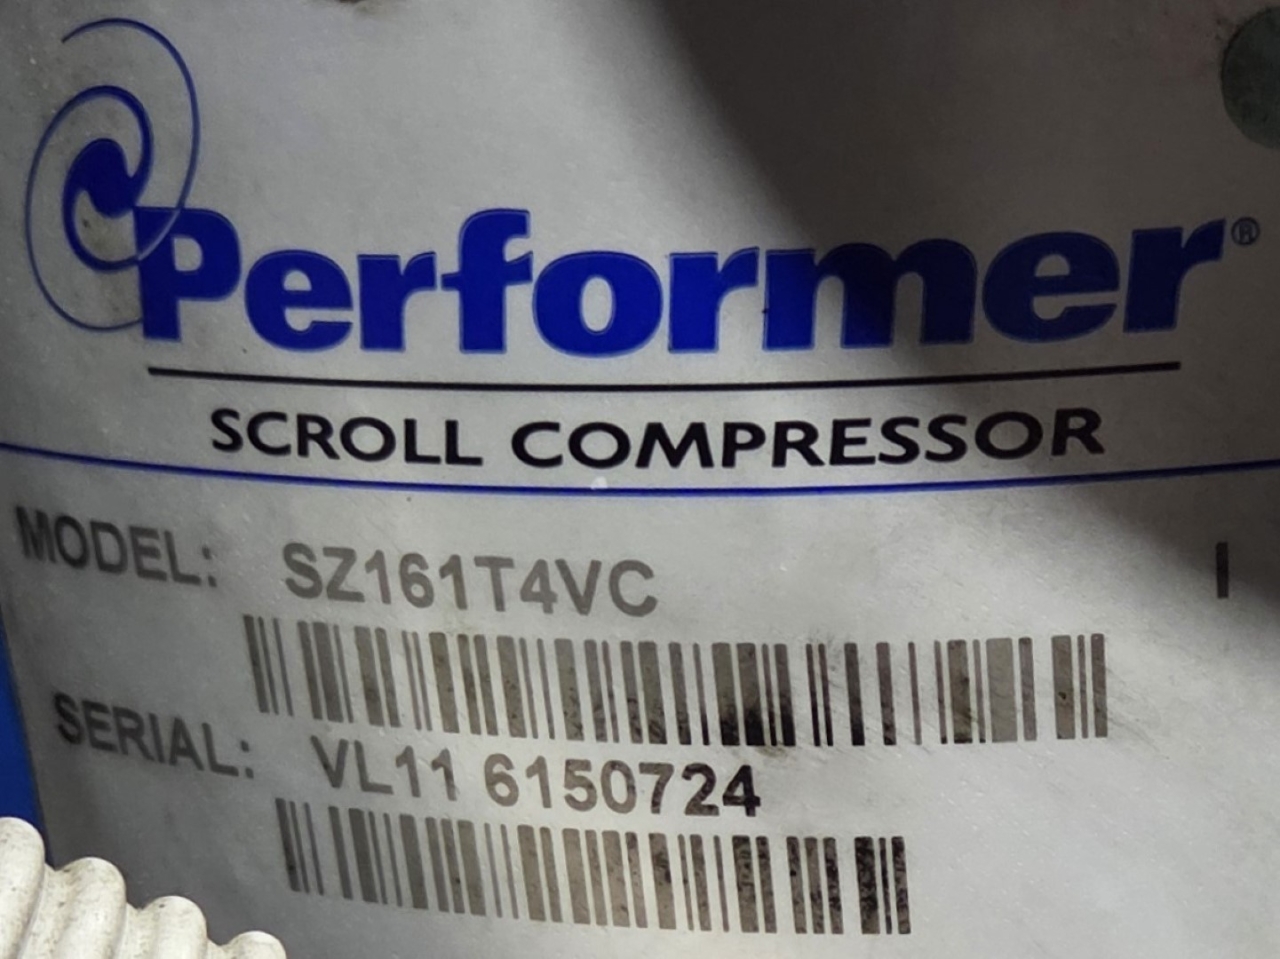 Performer®
SCROLL COMPRESSOR
MODEL: SZ161T4VC
SERIAL: VL11 6150724